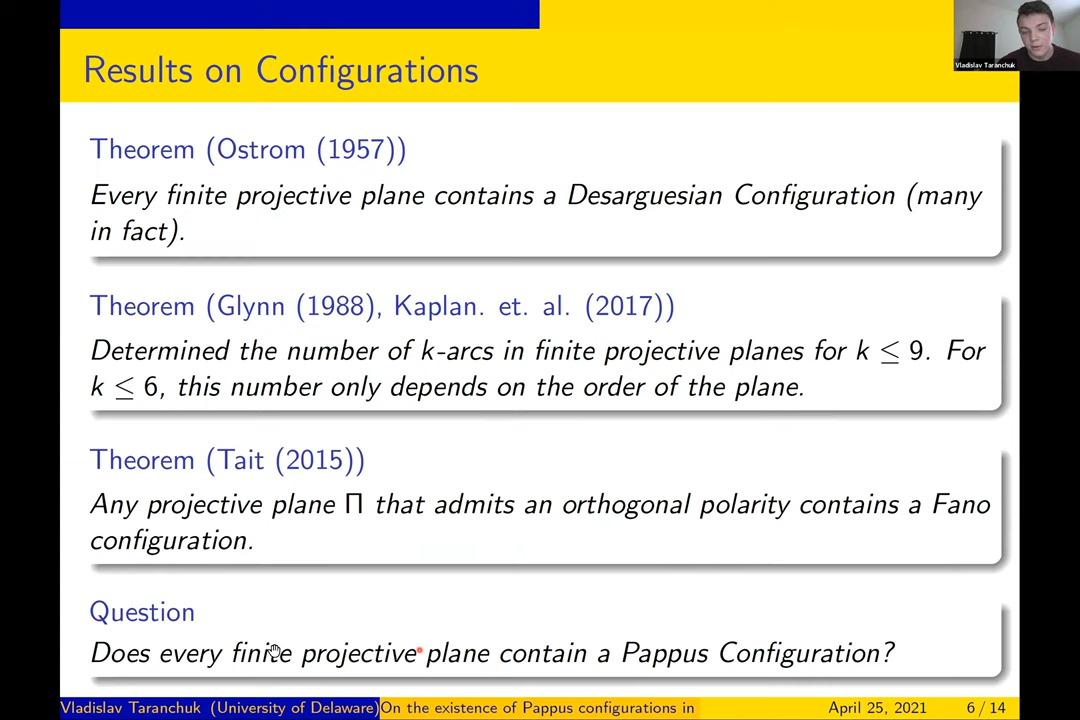 Results on Configurations
Vladislav Taranchuk
Theorem (Ostrom (1957))
Every finite projective plane contains a Desarguesian Configuration (many
in fact).
Theorem (Glynn (1988), Kaplan. et. al. (2017))
Determined the number of k-arcs in finite projective planes for k ≤ 9. For
k ≤ 6, this number only depends on the order of the plane.
Theorem (Tait (2015))
Any projective plane Π that admits an orthogonal polarity contains a Fano
configuration.
Question
Does every finite projective plane contain a Pappus Configuration?
Vladislav Taranchuk (University of Delaware) On the existence of Pappus configurations in April 25, 2021 6 / 14